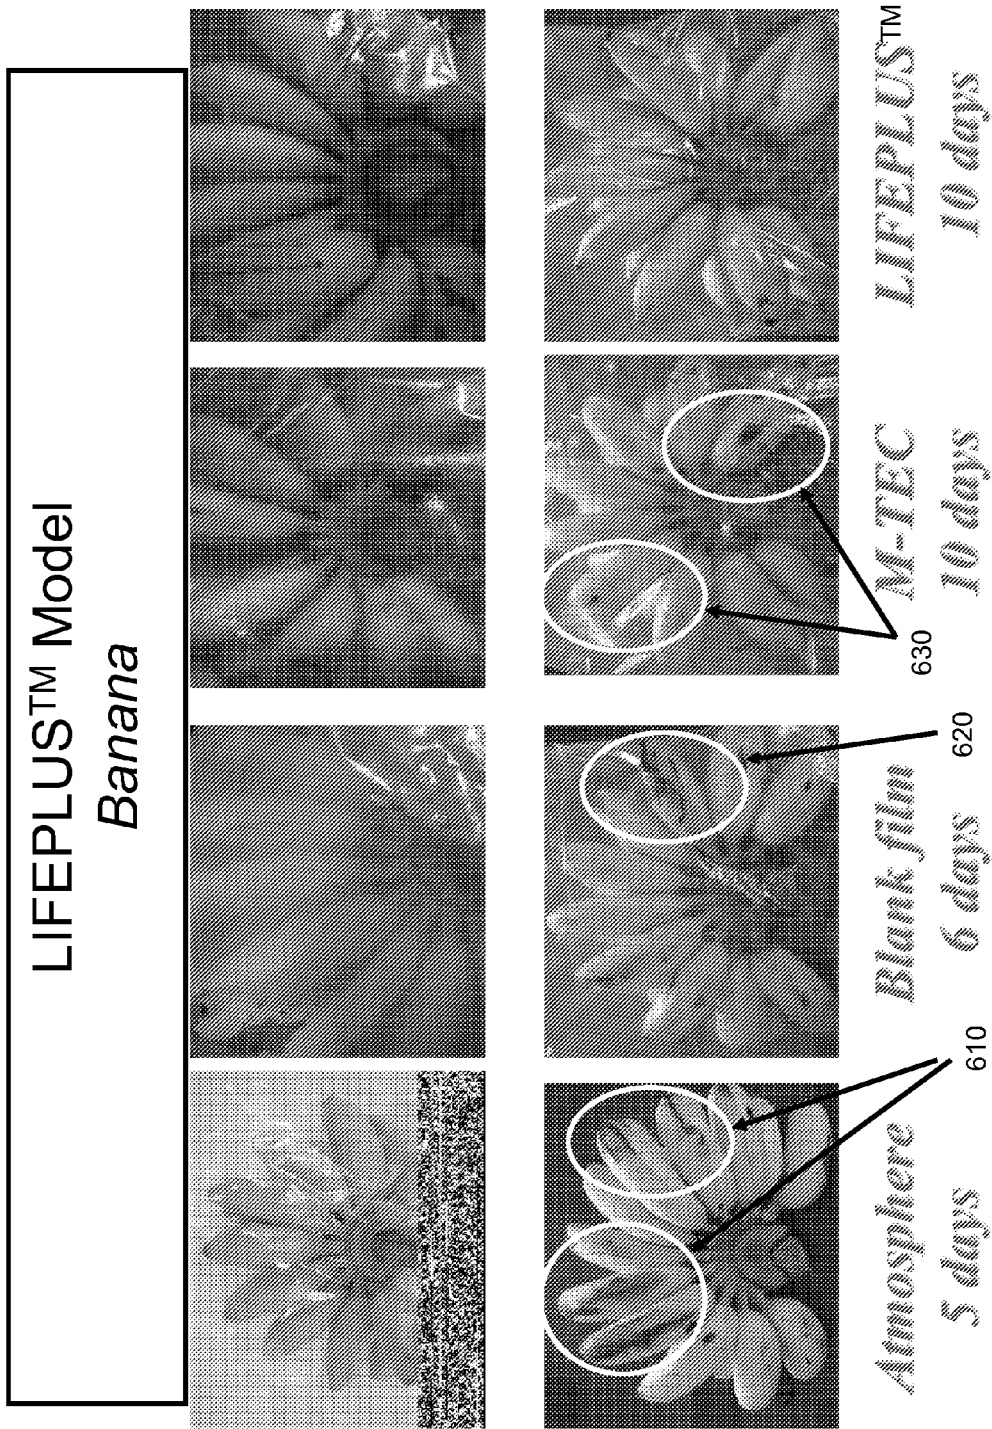 LIFEPLUS™ Model
Banana
Atmosphere
5 days
Blank film
6 days
M-TEC
10 days
LIFEPLUS™
10 days
610
620
630